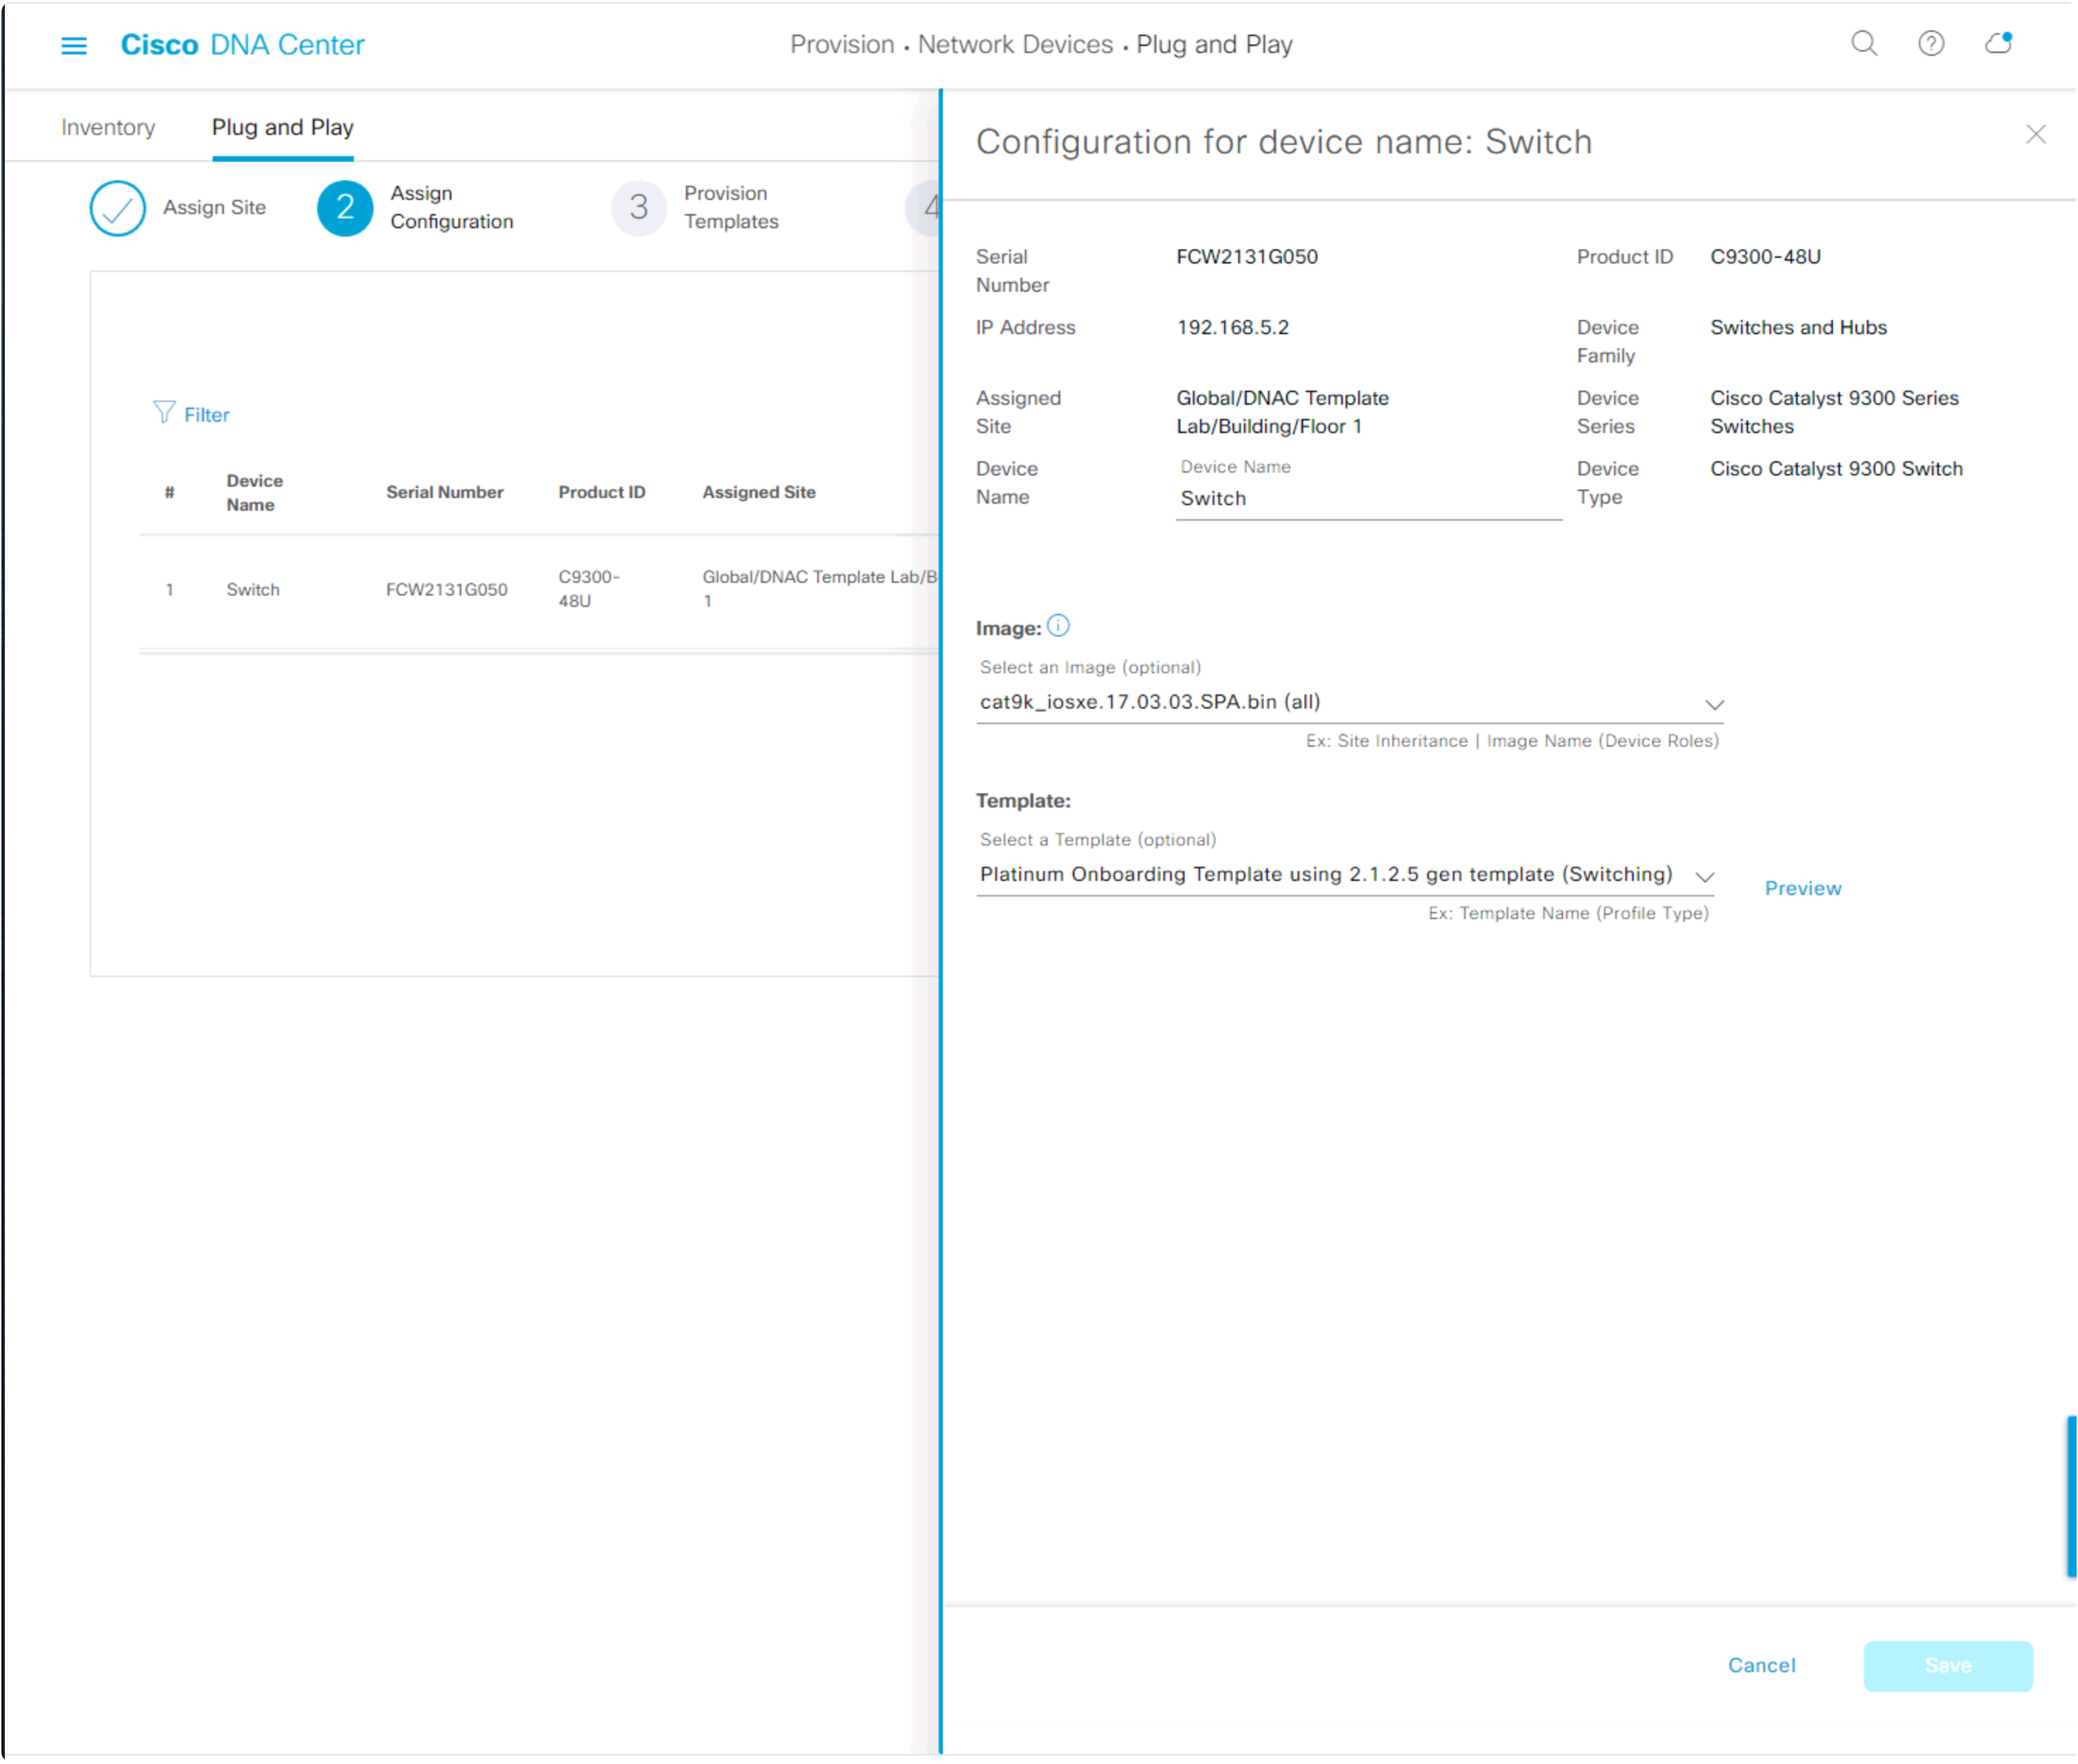 Cisco DNA Center
Provision • Network Devices • Plug and Play
Inventory
Plug and Play
Assign Site
2
Assign
Configuration
3
Provision
Templates
4
Filter
#
Device
Name
Serial Number
Product ID
Assigned Site
1
Switch
FCW2131G050
C9300-
48U
Global/DNAC Template Lab/B
1
Configuration for device name: Switch
Serial
Number
FCW2131G050
Product ID
C9300-48U
IP Address
192.168.5.2
Device
Family
Switches and Hubs
Assigned
Site
Global/DNAC Template
Lab/Building/Floor 1
Device
Series
Cisco Catalyst 9300 Series
Switches
Device
Name
Device Name
Switch
Device
Type
Cisco Catalyst 9300 Switch
Image:
Select an Image (optional)
cat9k_iosxe.17.03.03.SPA.bin (all)
Ex: Site Inheritance | Image Name (Device Roles)
Template:
Select a Template (optional)
Platinum Onboarding Template using 2.1.2.5 gen template (Switching)
Preview
Ex: Template Name (Profile Type)
Cancel
Save